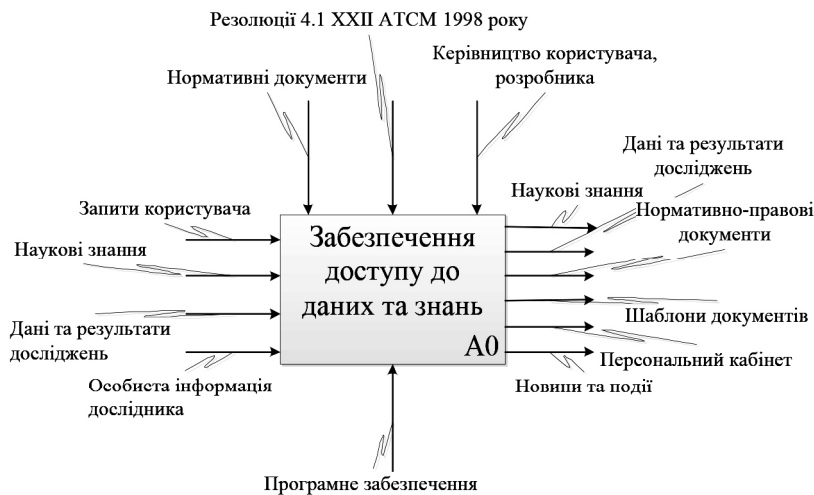 Резолюції 4.1 XXII АТСМ 1998 року
Керівництво користувача,
розробника
Нормативні документи
Дані та результати
досліджень
Наукові знання
Нормативно-правові
документи
Запити користувача
Наукові знання
Дані та результати
досліджень
Особиста інформація
дослідника
Забезпечення
доступу до
даних та знань
A0
Шаблони документів
Персональний кабінет
Новини та події
Програмне забезпечення